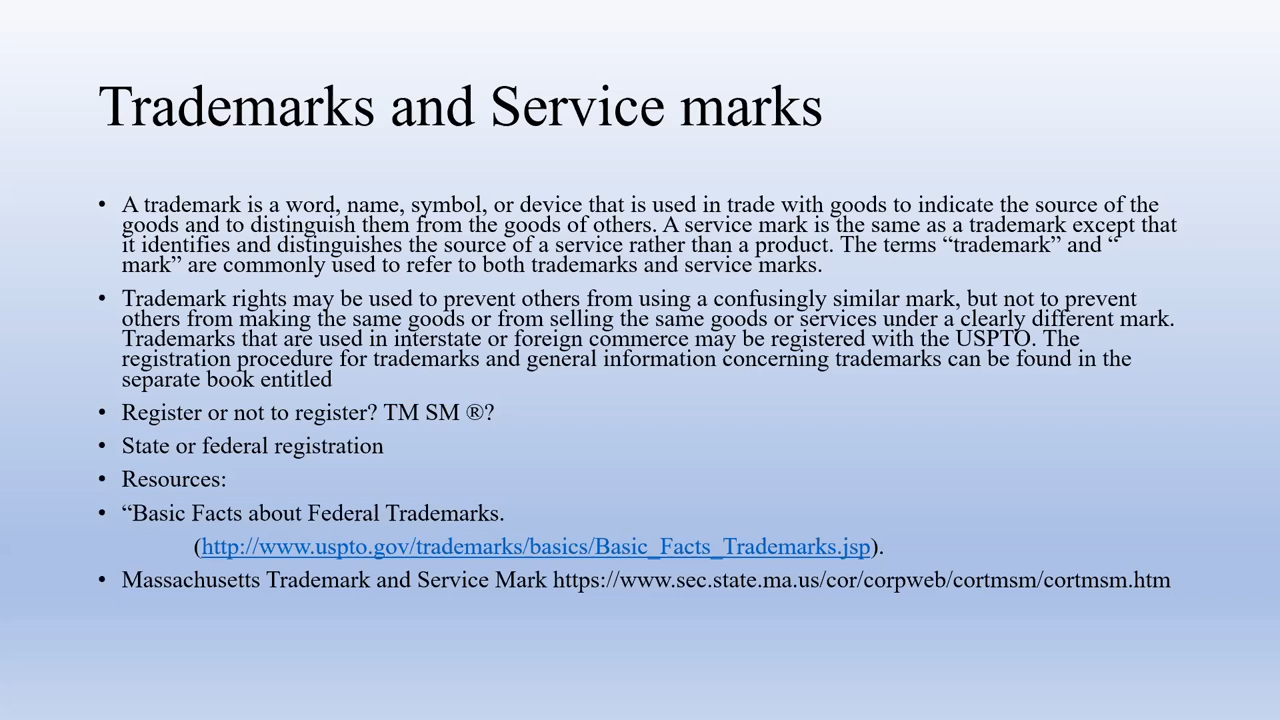 Trademarks and Service marks
• A trademark is a word, name, symbol, or device that is used in trade with goods to indicate the source of the
goods and to distinguish them from the goods of others. A service mark is the same as a trademark except that
it identifies and distinguishes the source of a service rather than a product. The terms “trademark” and “
mark” are commonly used to refer to both trademarks and service marks.
• Trademark rights may be used to prevent others from using a confusingly similar mark, but not to prevent
others from making the same goods or from selling the same goods or services under a clearly different mark.
Trademarks that are used in interstate or foreign commerce may be registered with the USPTO. The
registration procedure for trademarks and general information concerning trademarks can be found in the
separate book entitled
• Register or not to register? TM SM ®?
• State or federal registration
• Resources:
• “Basic Facts about Federal Trademarks.
(http://www.uspto.gov/trademarks/basics/Basic_Facts_Trademarks.jsp).
• Massachusetts Trademark and Service Mark https://www.sec.state.ma.us/cor/corpweb/cortmsm/cortmsm.htm